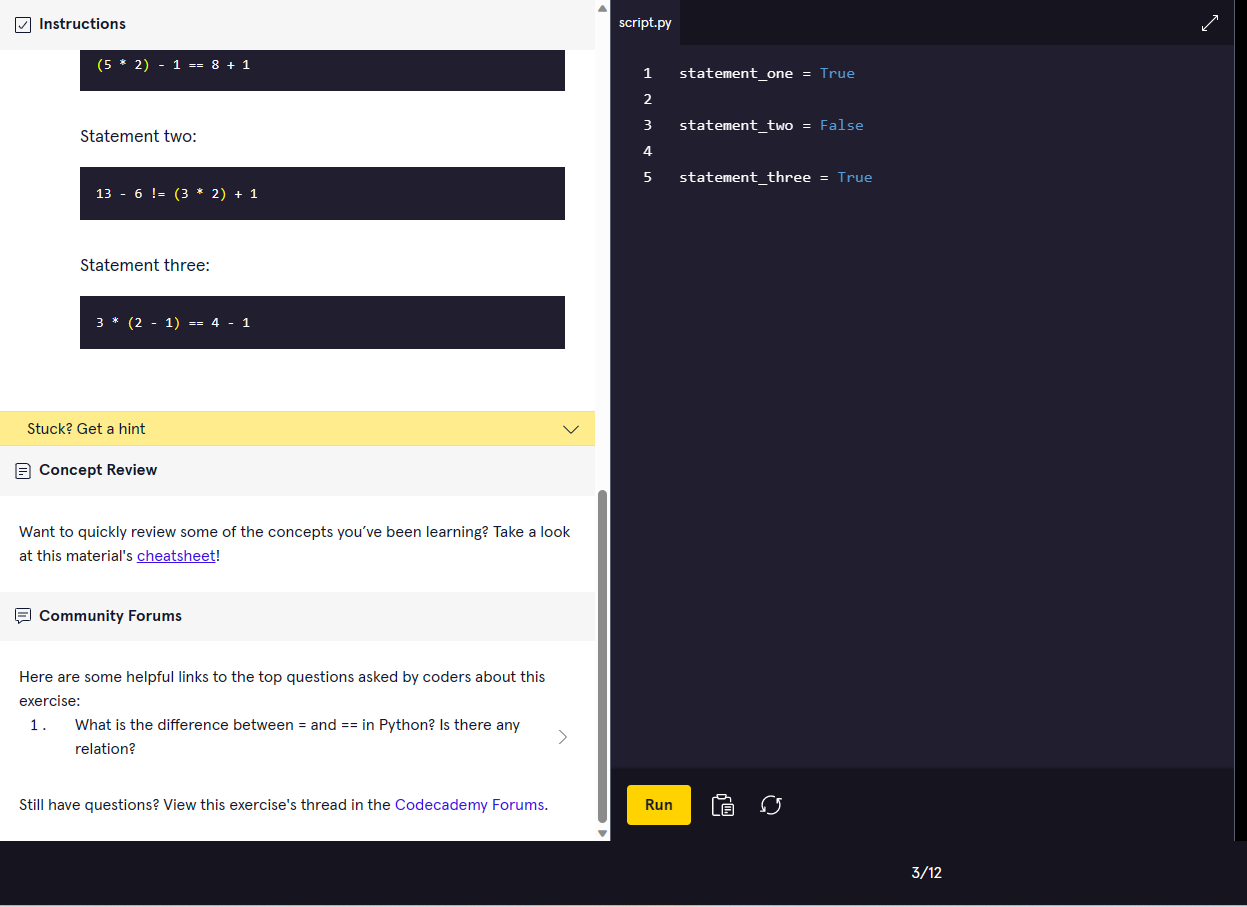 Instructions
(5 * 2) - 1 == 8 + 1
Statement two:
13 - 6 != (3 * 2) + 1
Statement three:
3 * (2 - 1) == 4 - 1
Stuck? Get a hint
Concept Review
Want to quickly review some of the concepts you’ve been learning? Take a look
at this material's cheatsheet!
Community Forums
Here are some helpful links to the top questions asked by coders about this
exercise:
1. What is the difference between = and == in Python? Is there any
relation?
Still have questions? View this exercise's thread in the Codecademy Forums.
script.py
1 statement_one = True
2
3 statement_two = False
4
5 statement_three = True
Run
3/12